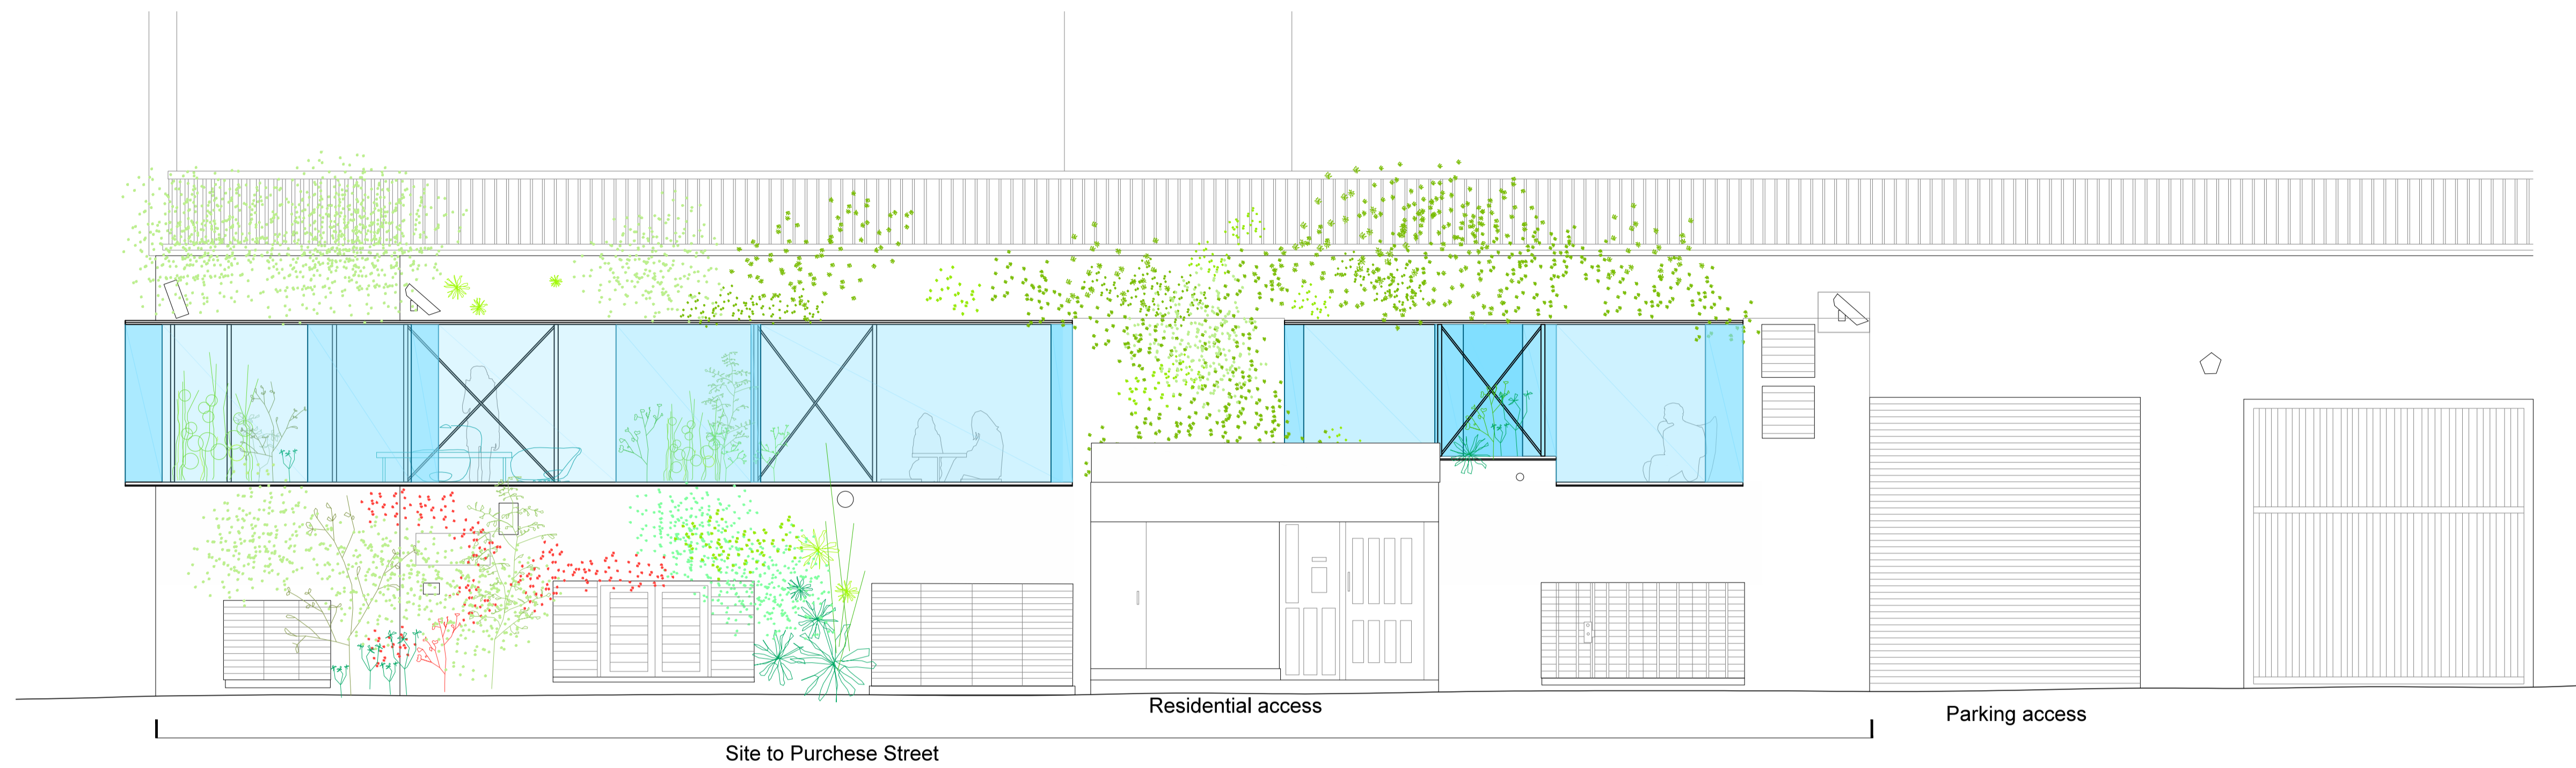 Residential access
Parking access
Site to Purchese Street